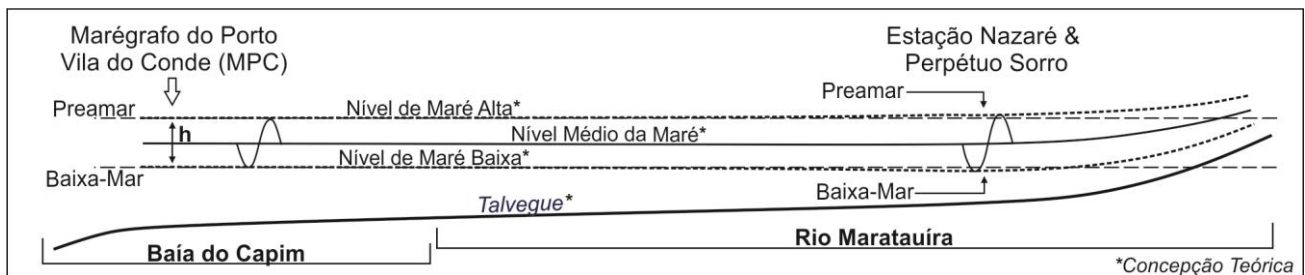 Marégrafo do Porto
Vila do Conde (MPC)
Estação Nazaré &
Perpétuo Sorro
Preamar
Preamar
Nível de Maré Alta*
h
Nível Médio da Maré*
Nível de Maré Baixa*
Baixa-Mar
Baixa-Mar
Talvegue*
Baía do Capim
Rio Maratauíra
*Concepção Teórica